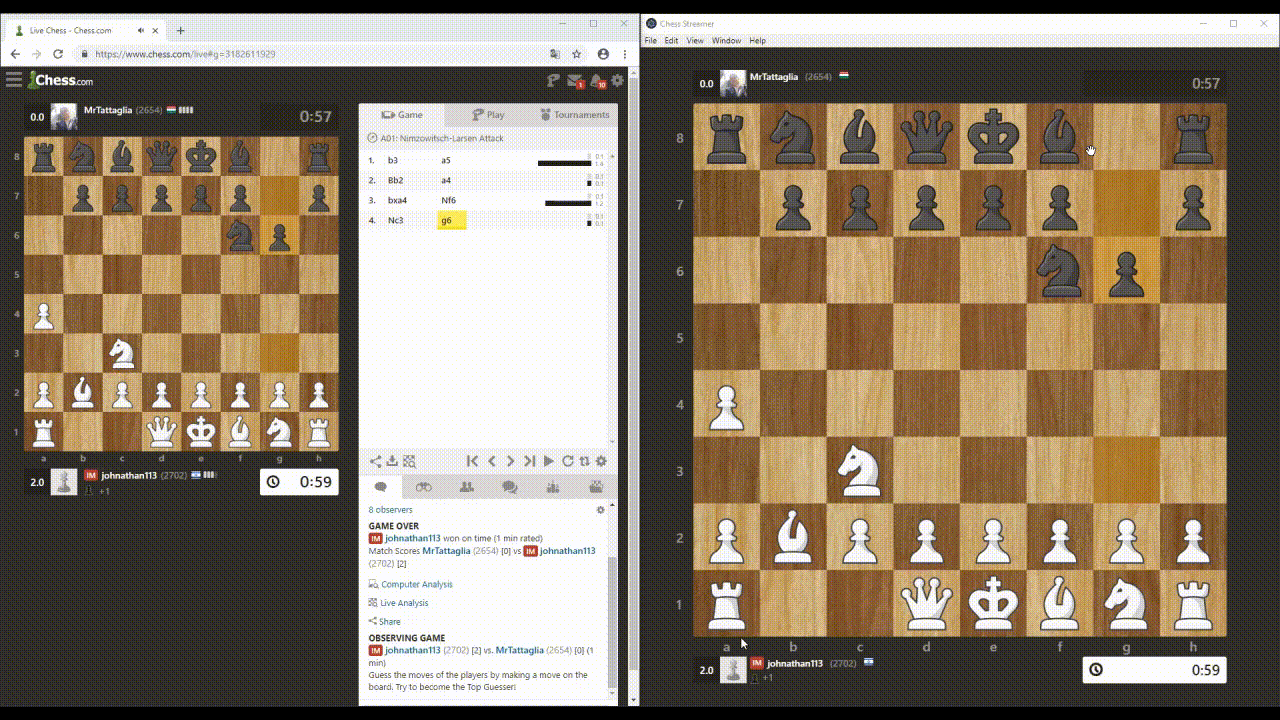 Live Chess - Chess.com
https://www.chess.com/live#g=3182611929
Chess.com
1
10
0.0 MrTattaglia (2654) 0:57
8
7
6
5
4
3
2
1
a b c d e f g h
2.0 IM johnathan113 (2702) 0:59
+1
Game Play Tournaments
A01: Nimzowitsch-Larsen Attack
1. b3 a5
2. Bb2 a4
3. bxa4 Nf6
4. Nc3 g6
8 observers
GAME OVER
IM johnathan113 won on time (1 min rated)
Match Scores MrTattaglia (2654) [0] vs IM johnathan113
(2702) [2]
Computer Analysis
Live Analysis
Share
OBSERVING GAME
IM johnathan113 (2702) [2] vs. MrTattaglia (2654) [0] (1
min)
Guess the moves of the players by making a move on the
board. Try to become the Top Guesser!
Chess Streemer
File Edit View Window Help
0.0 MrTattaglia (2654) 0:57
8
7
6
5
4
3
2
1
a b c d e f g h
2.0 IM johnathan113 (2702) 0:59
+1